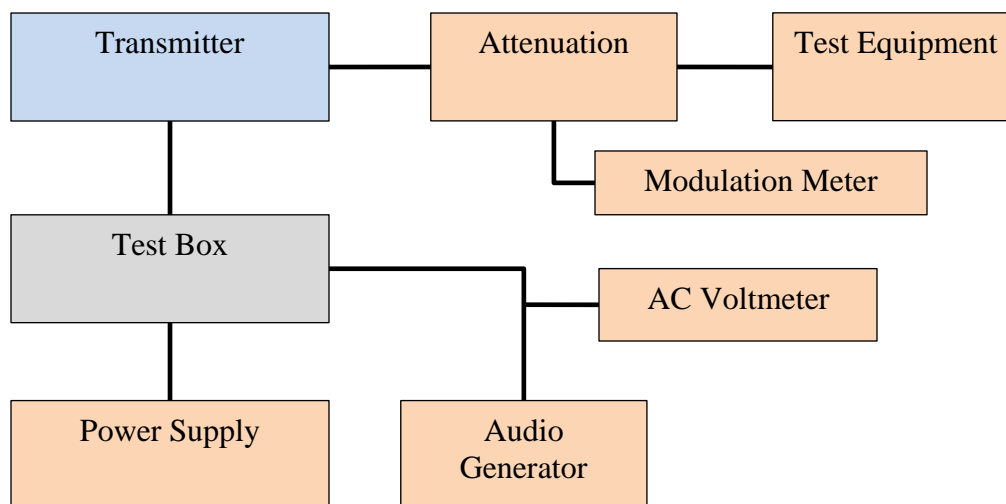 Transmitter
Attenuation
Test Equipment
Modulation Meter
Test Box
AC Voltmeter
Power Supply
Audio
Generator